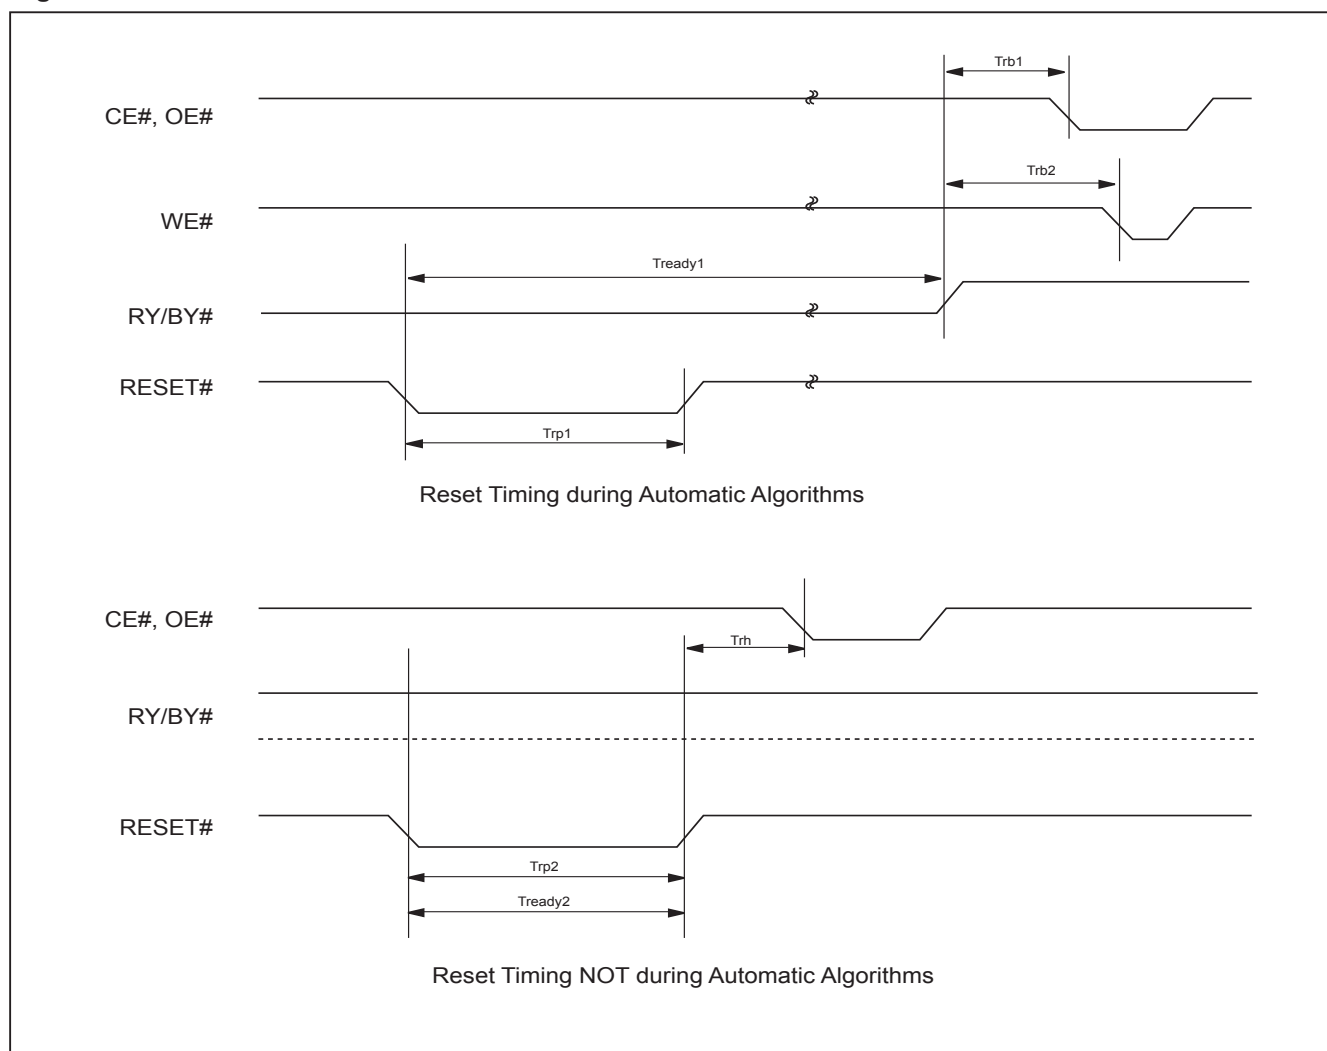 Trb1
CE#, OE#
Trb2
WE#
Tready1
RY/BY#
RESET#
Trp1
Reset Timing during Automatic Algorithms
CE#, OE#
Trh
RY/BY#
RESET#
Trp2
Tready2
Reset Timing NOT during Automatic Algorithms